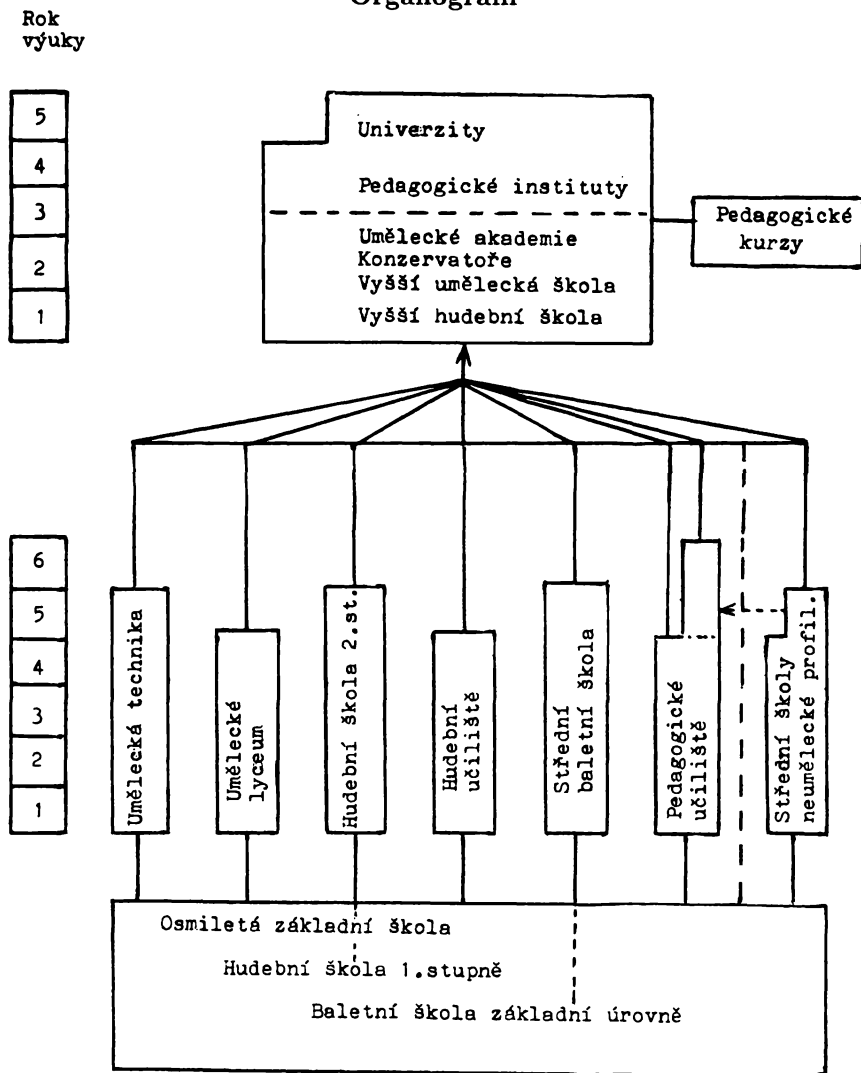 Organogram
Rok
výuky
5
4
3
2
1
Univerzity
Pedagogické instituty
Umělecké akademie
Konzervatoře
Vyšší umělecká škola
Vyšší hudební škola
Pedagogické
kurzy
6
5
4
3
2
1
Umělecká technika
Umělecké
lyceum
Hudební škola 2.st.
Hudební
učiliště
Střední
baletní škola
Pedagogické
učiliště
Střední školy
neumělecké profil.
Osmiletá základní škola
Hudební škola 1.stupně
Baletní škola základní úrovně